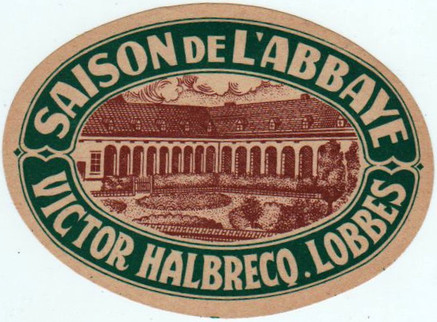 SAISON DE L'ABBAYE
VICTOR HALBRECQ. LOBBES